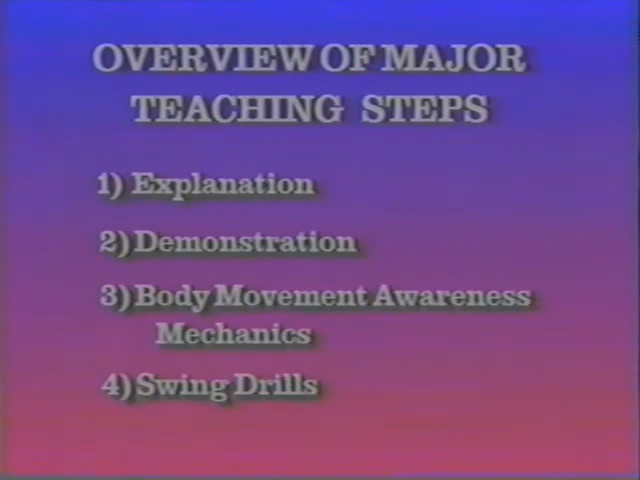 OVERVIEW OF MAJOR
TEACHING STEPS
1) Explanation
2) Demonstration
3) Body Movement Awareness
Mechanics
4) Swing Drills